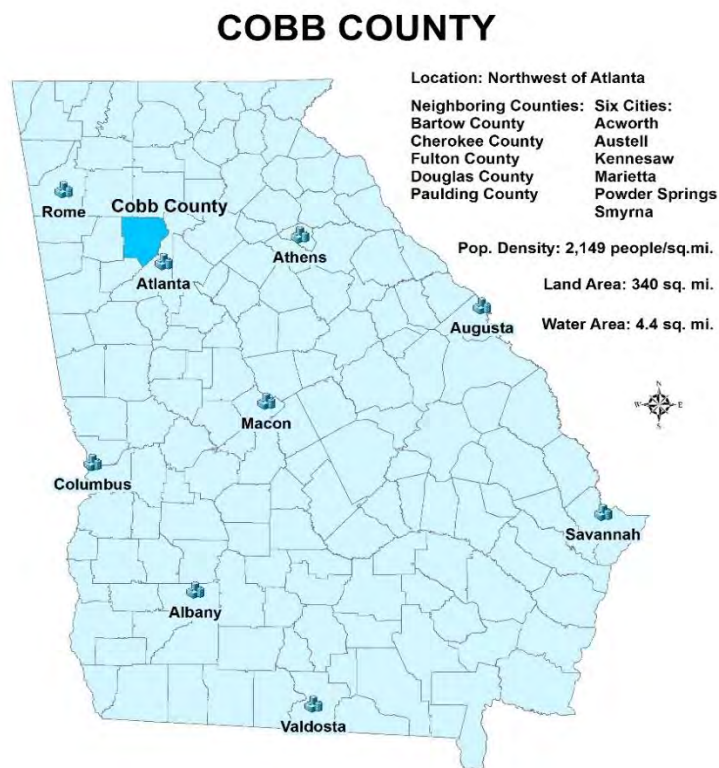 COBB COUNTY
Location: Northwest of Atlanta
Neighboring Counties: Six Cities:
Bartow County Acworth
Cherokee County Austell
Fulton County Kennesaw
Douglas County Marietta
Paulding County Powder Springs
Smyrna
Pop. Density: 2,149 people/sq.mi.
Land Area: 340 sq. mi.
Water Area: 4.4 sq. mi.
Rome
Cobb County
Atlanta
Athens
Augusta
N
W E
S
Macon
Columbus
Savannah
Albany
Valdosta